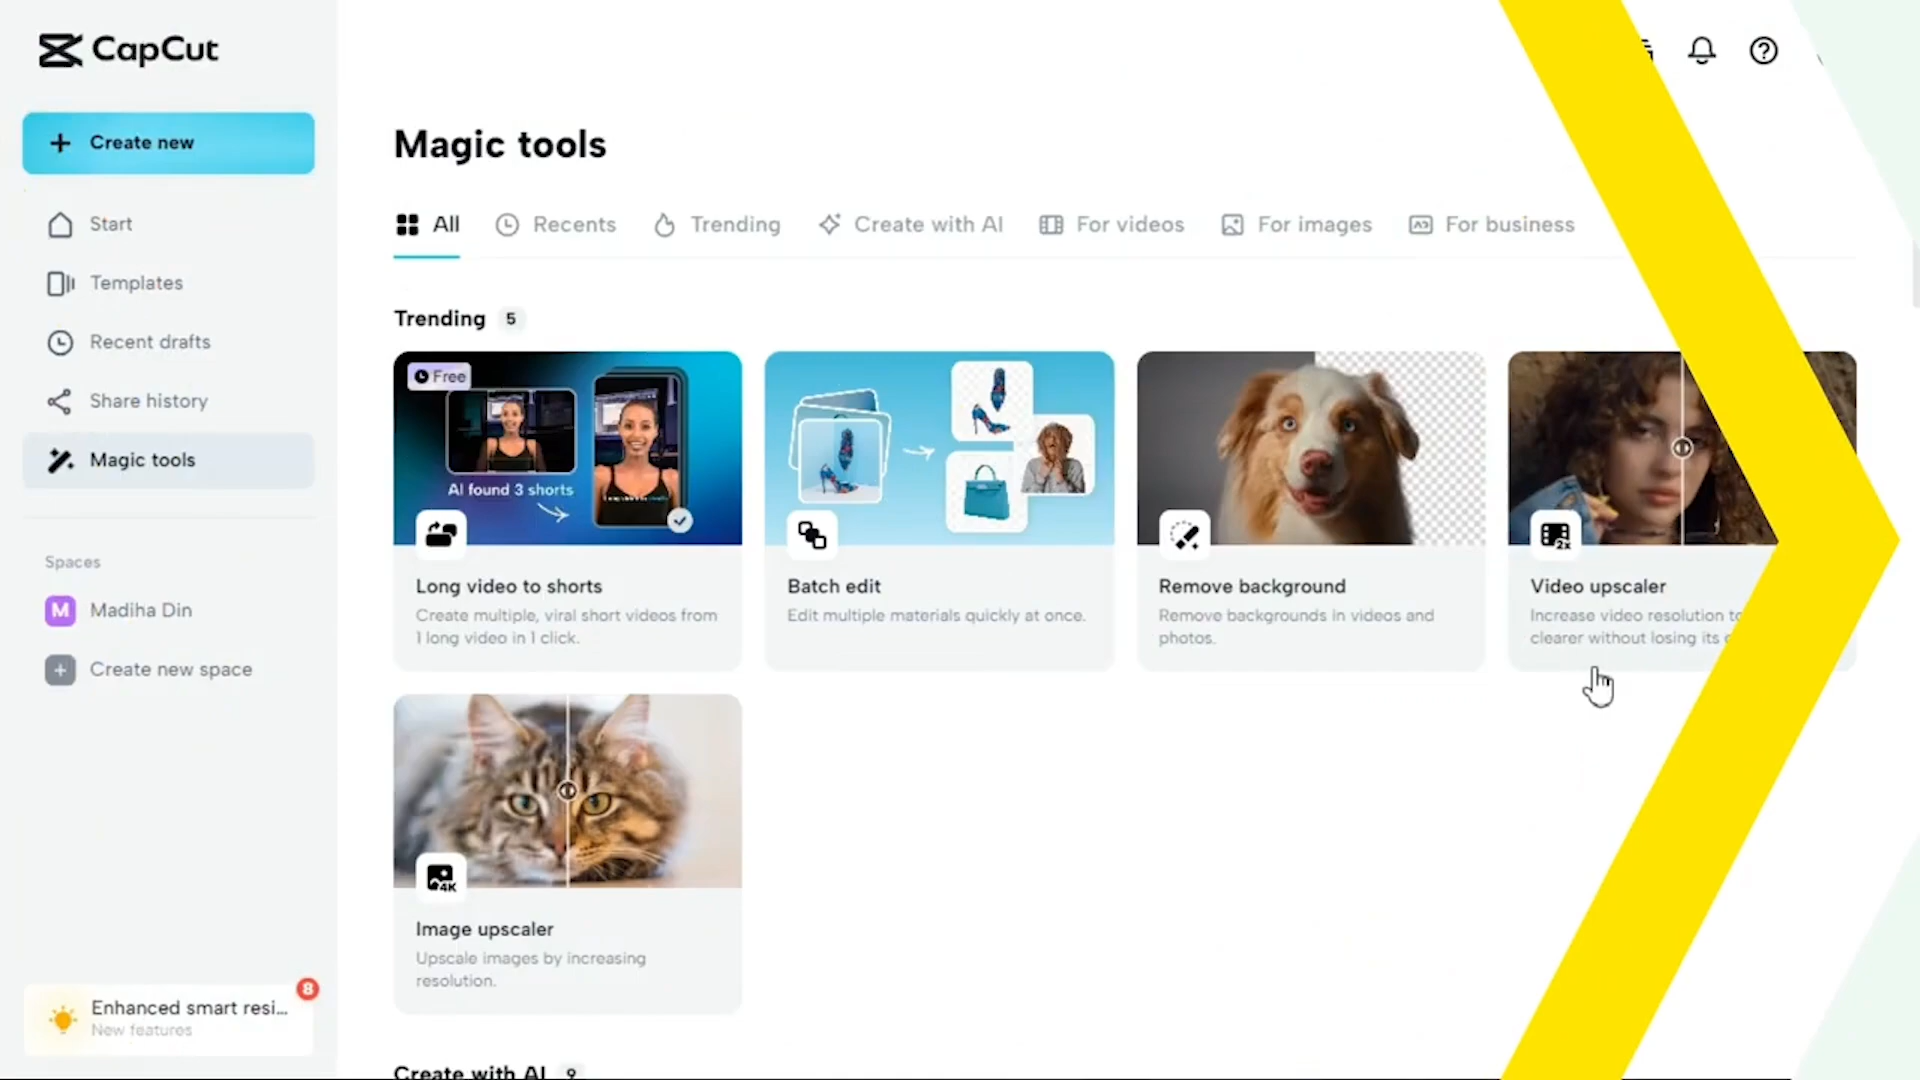 CapCut
Create new
Start
Templates
Recent drafts
Share history
Magic tools
Spaces
M Madiha Din
Create new space
8
Enhanced smart resi...
New features
Magic tools
All Recents Trending Create with AI For videos For images For business
Trending 5
Free
AI found 3 shorts
Long video to shorts
Create multiple, viral short videos from
1 long video in 1 click.
Batch edit
Edit multiple materials quickly at once.
Remove background
Remove backgrounds in videos and
photos.
2x
Video upscaler
Increase video resolution to
clearer without losing its
4K
Image upscaler
Upscale images by increasing
resolution.
Create with AI 9